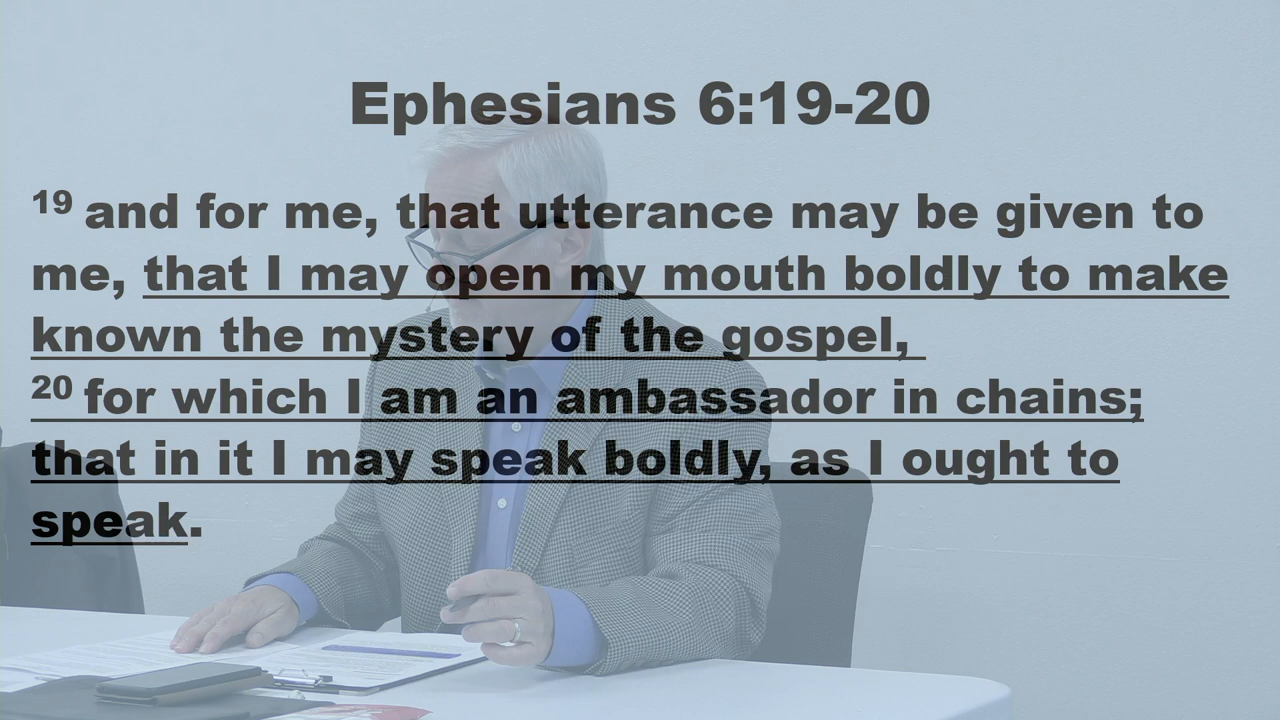 Ephesians 6:19-20
19 and for me, that utterance may be given to
me, that I may open my mouth boldly to make
known the mystery of the gospel,
20 for which I am an ambassador in chains;
that in it I may speak boldly, as I ought to
speak.